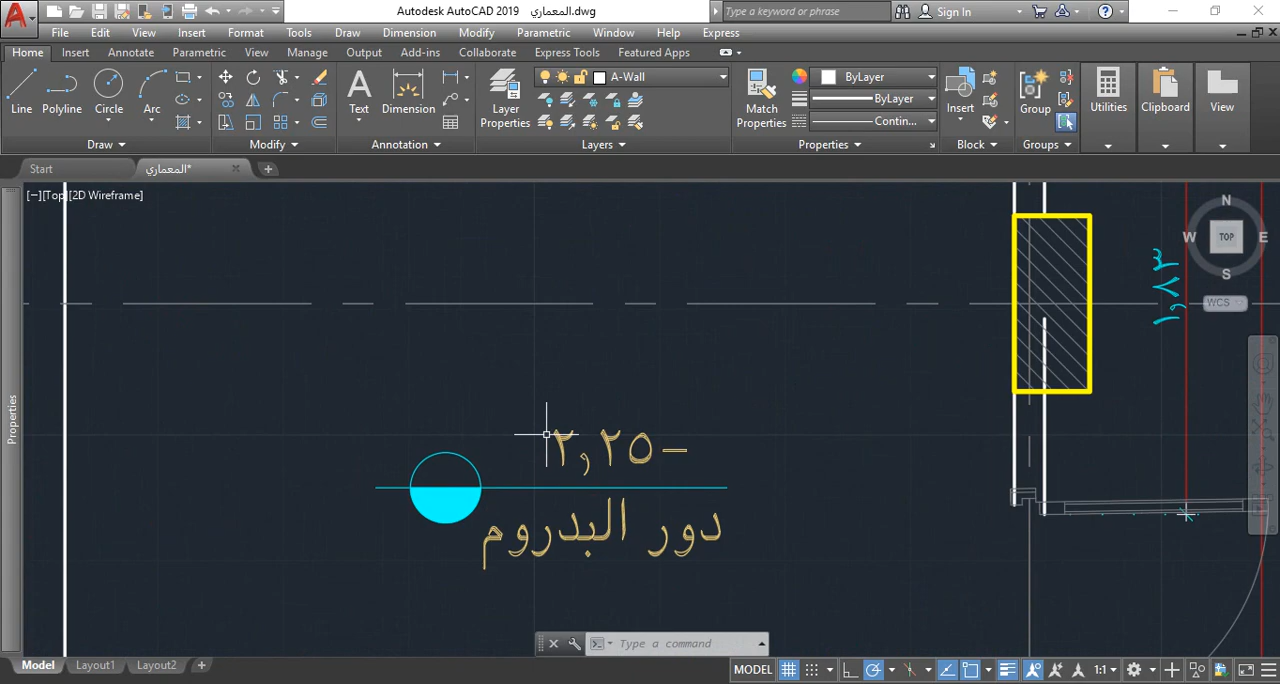 Autodesk AutoCAD 2019 المعماري.dwg
Type a keyword or phrase
Sign In
File Edit View Insert Format Tools Draw Dimension Modify Parametric Window Help Express
Home Insert Annotate Parametric View Manage Output Add-ins Collaborate Express Tools Featured Apps
A-Wall
ByLayer
ByLayer
Contin...
Line Polyline Circle Arc Text Dimension Layer Properties Match Properties Insert Group Utilities Clipboard View
Draw Modify Annotation Layers Properties Block Groups
Start المعماري*
[−][Top][2D Wireframe]
N
W TOP E
S
WCS
Properties
٢,٢٥−
دور البدروم
Type a command
Model Layout1 Layout2
MODEL 1:1